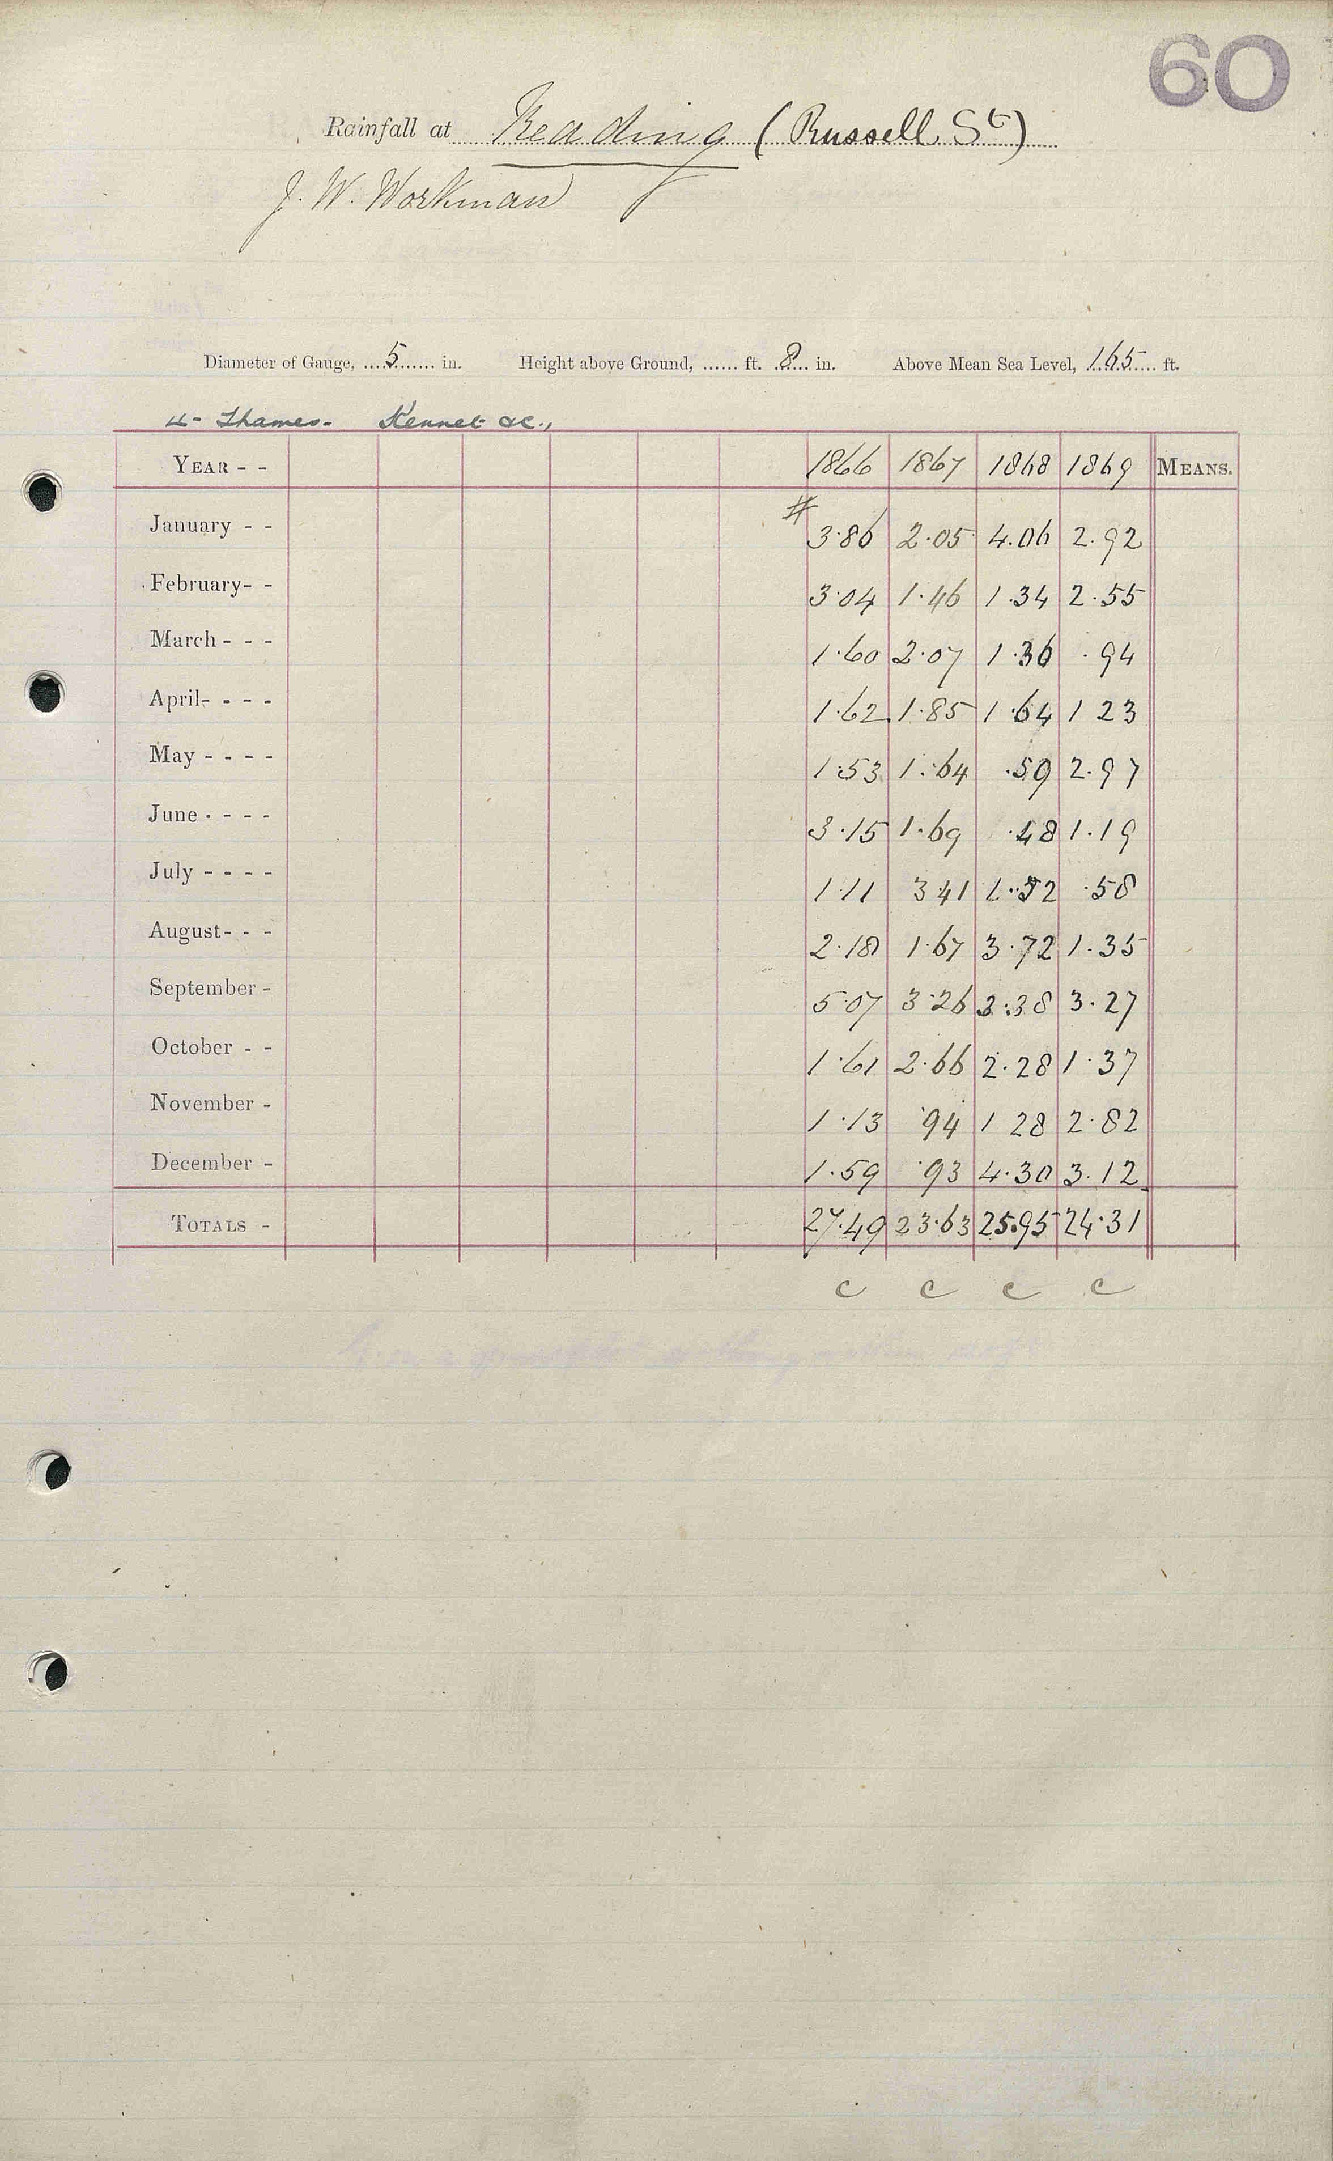 60
Rainfall at Reading (Russell St)
J. W. Workman
Diameter of Gauge, 5 in. Height above Ground, ...... ft. 8 in. Above Mean Sea Level, 165 ft.
4- Thames- Kennet &c.,
YEAR - - 1866 1867 1868 1869 MEANS.
January - - # 3.86 2.05 4.06 2.92
February - - 3.04 1.46 1.34 2.55
March - - - 1.60 2.07 1.36 .94
April - - - - 1.62 1.85 1.64 1 23
May - - - - 1.53 1.64 .59 2.97
June - - - - 3.15 1.69 .48 1.19
July - - - - 1.11 3 41 1.52 .58
August - - - 2.18 1.67 3.72 1.35
September - 5.07 3.26 3.38 3.27
October - - 1.61 2.66 2.28 1.37
November - 1.13 .94 1 28 2.82
December - 1.59 .93 4.30 3.12
TOTALS - 27.49 23.63 25.95 24.31
c c c c